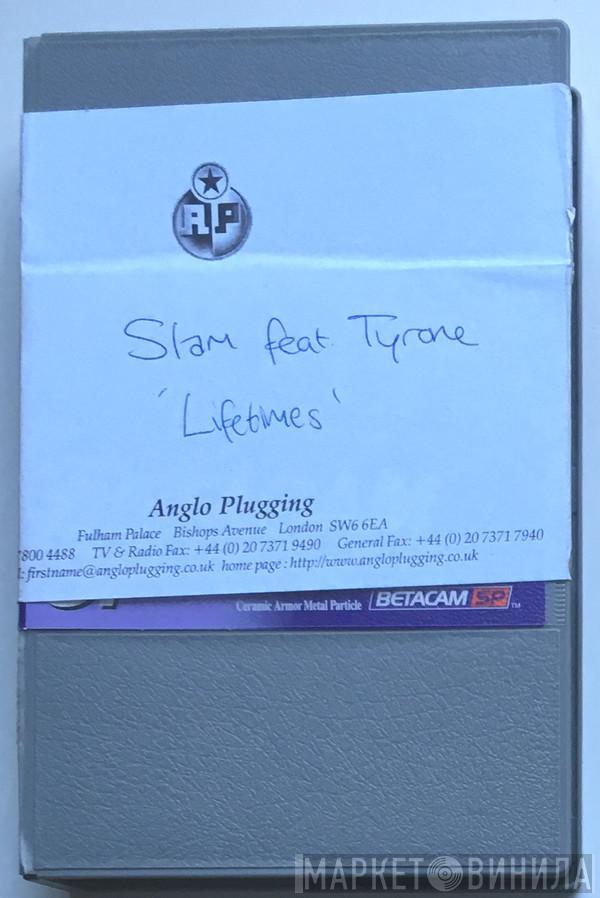 AP
Slam feat. Tyrone
'Lifetimes'
Anglo Plugging
Fulham Palace Bishops Avenue London SW6 6EA
7800 4488 TV & Radio Fax: +44 (0) 20 7371 9490 General Fax: +44 (0) 20 7371 7940
l: firstname@angloplugging.co.uk home page : http://www.angloplugging.co.uk
Ceramic Armor Metal Particle BETACAM SP TM
МАРКЕТ ВИНИЛА